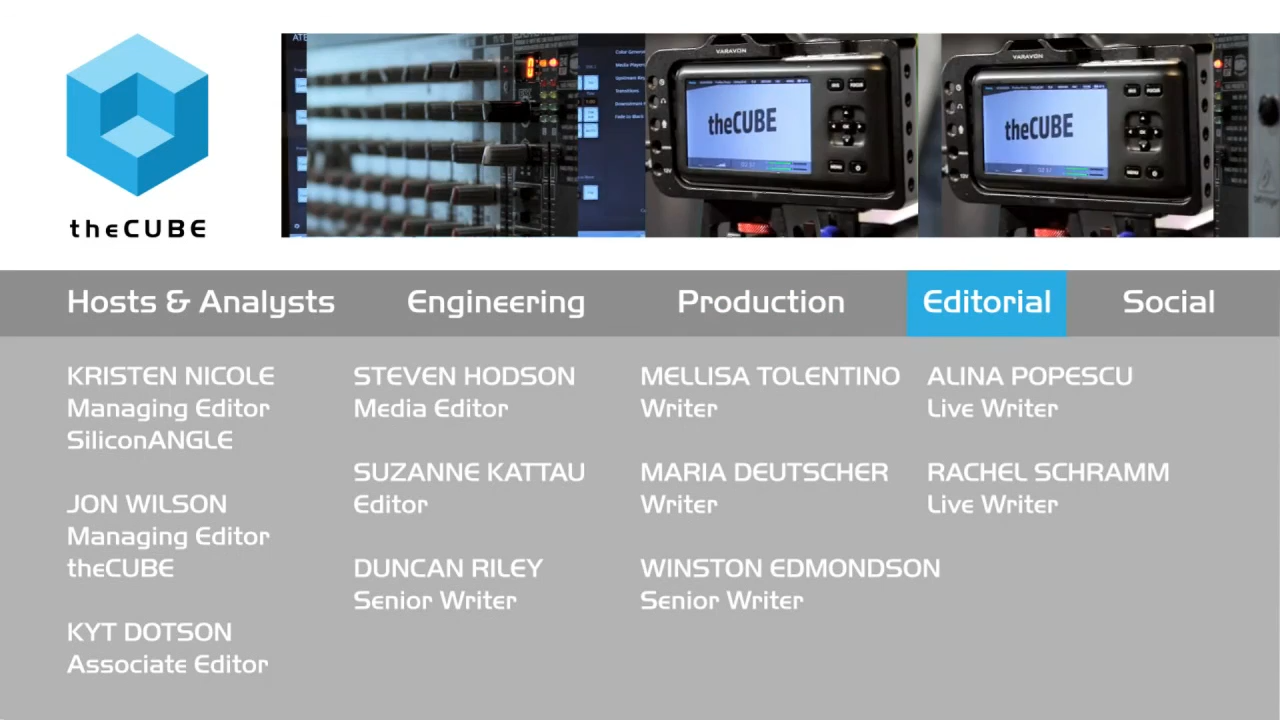 theCUBE
VARAVON
theCUBE
VARAVON
theCUBE
Hosts & Analysts
Engineering
Production
Editorial
Social
KRISTEN NICOLE
Managing Editor
SiliconANGLE
JON WILSON
Managing Editor
theCUBE
KYT DOTSON
Associate Editor
STEVEN HODSON
Media Editor
SUZANNE KATTAU
Editor
DUNCAN RILEY
Senior Writer
MELLISA TOLENTINO
Writer
MARIA DEUTSCHER
Writer
WINSTON EDMONDSON
Senior Writer
ALINA POPESCU
Live Writer
RACHEL SCHRAMM
Live Writer